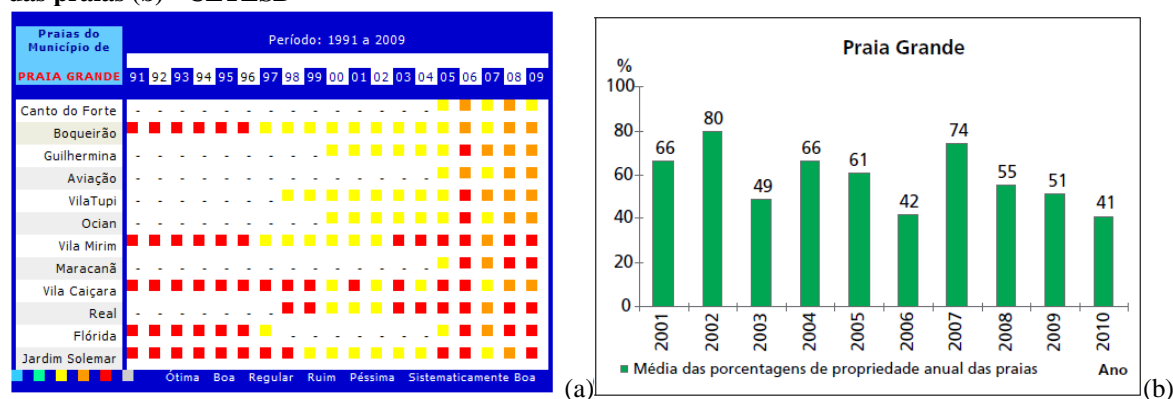 das praias (b) - CETESB
Praias do
Município de
PRAIA GRANDE
Período: 1991 a 2009
91 92 93 94 95 96 97 98 99 00 01 02 03 04 05 06 07 08 09
Canto do Forte
Boqueirão
Guilhermina
Aviação
VilaTupi
Ocian
Vila Mirim
Maracanã
Vila Caiçara
Real
Flórida
Jardim Solemar
Ótima Boa Regular Ruim Péssima Sistematicamente Boa
(a)
Praia Grande
%
100
80
60
40
20
0
66
80
49
66
61
42
74
55
51
41
2001
2002
2003
2004
2005
2006
2007
2008
2009
2010
Média das porcentagens de propriedade anual das praias
Ano
(b)